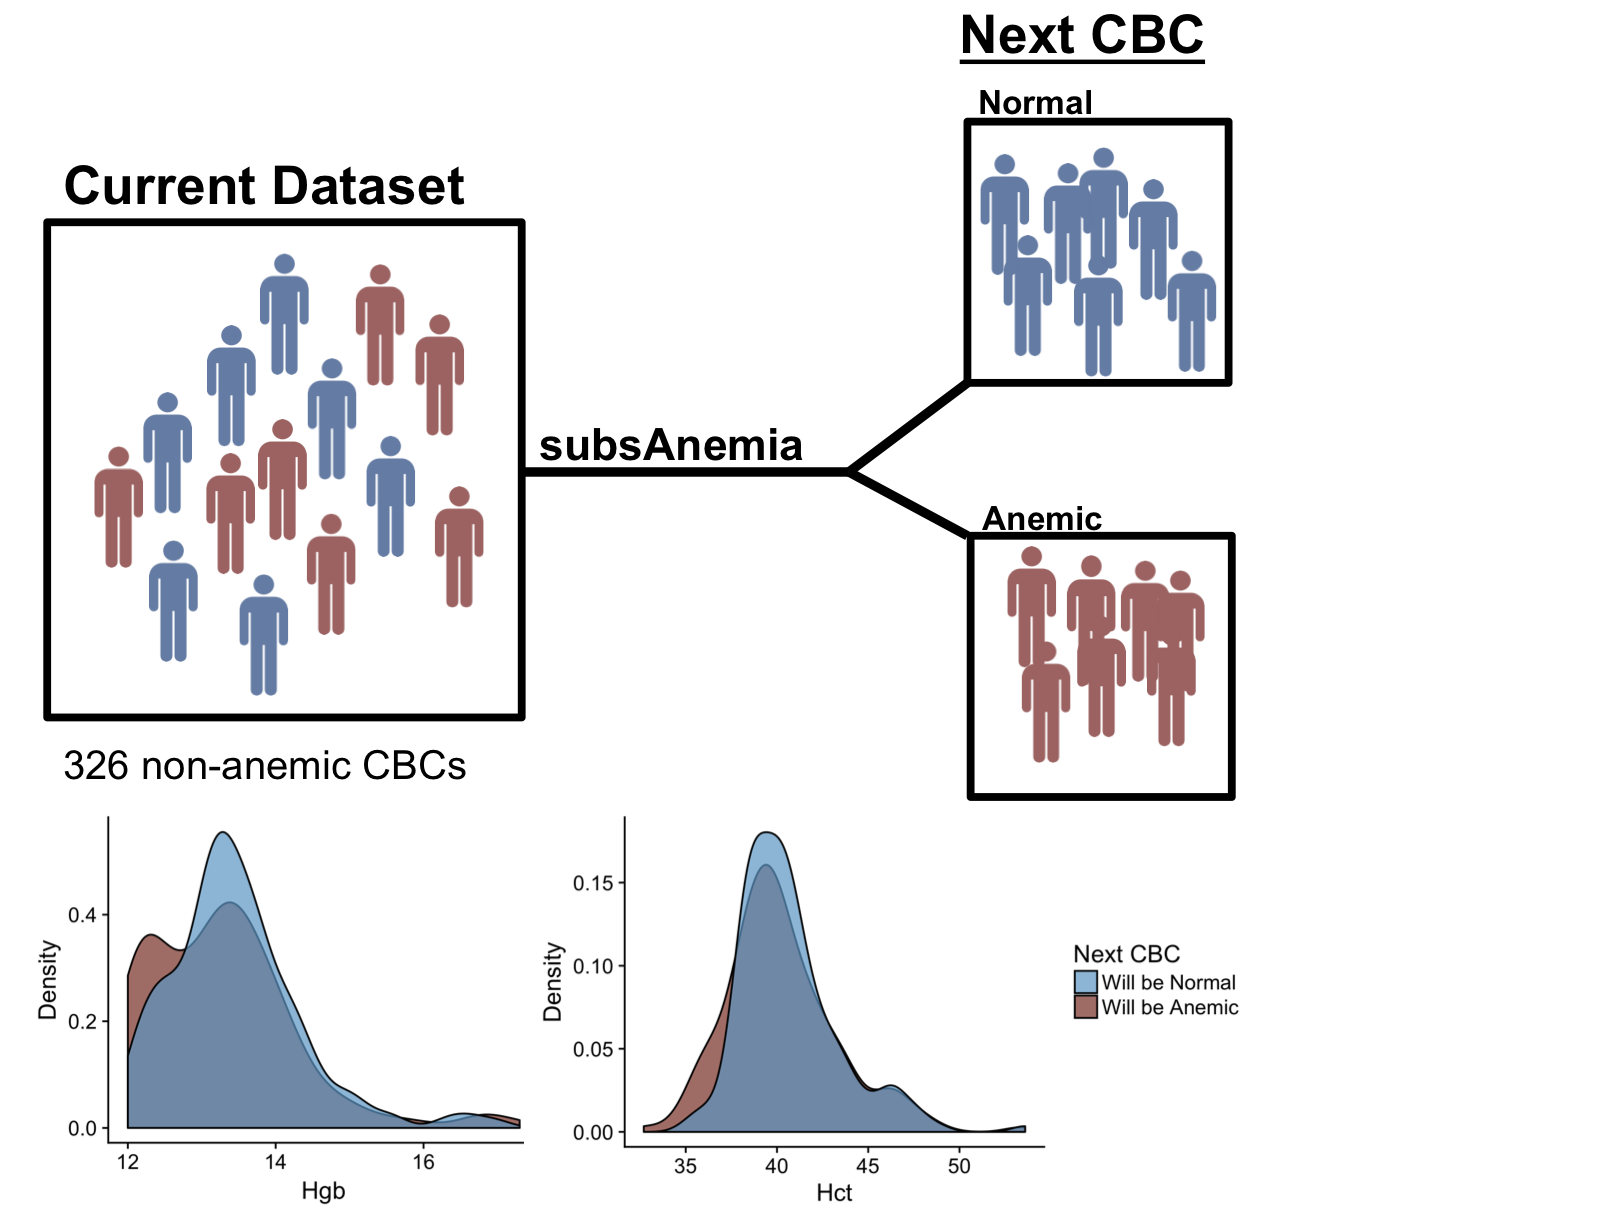 Next CBC
Normal
Current Dataset
subsAnemia
Anemic
326 non-anemic CBCs
Density
0.4
0.2
0.0
12
14
16
Hgb
Density
0.15
0.10
0.05
0.00
35
40
45
50
Hct
Next CBC
Will be Normal
Will be Anemic